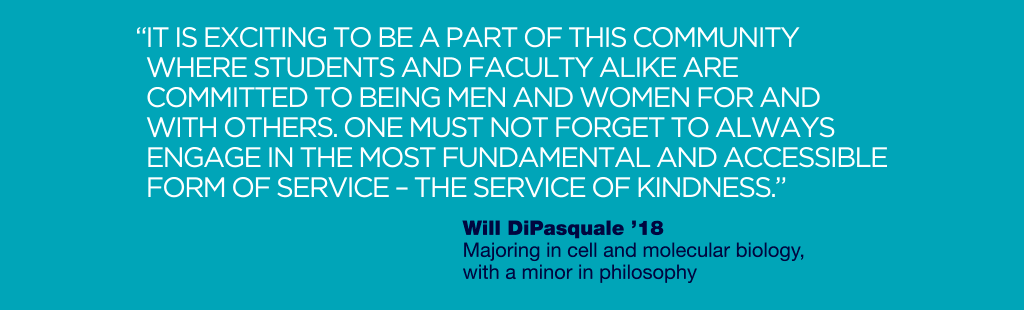 “IT IS EXCITING TO BE A PART OF THIS COMMUNITY
WHERE STUDENTS AND FACULTY ALIKE ARE
COMMITTED TO BEING MEN AND WOMEN FOR AND
WITH OTHERS. ONE MUST NOT FORGET TO ALWAYS
ENGAGE IN THE MOST FUNDAMENTAL AND ACCESSIBLE
FORM OF SERVICE – THE SERVICE OF KINDNESS.”
Will DiPasquale ’18
Majoring in cell and molecular biology,
with a minor in philosophy